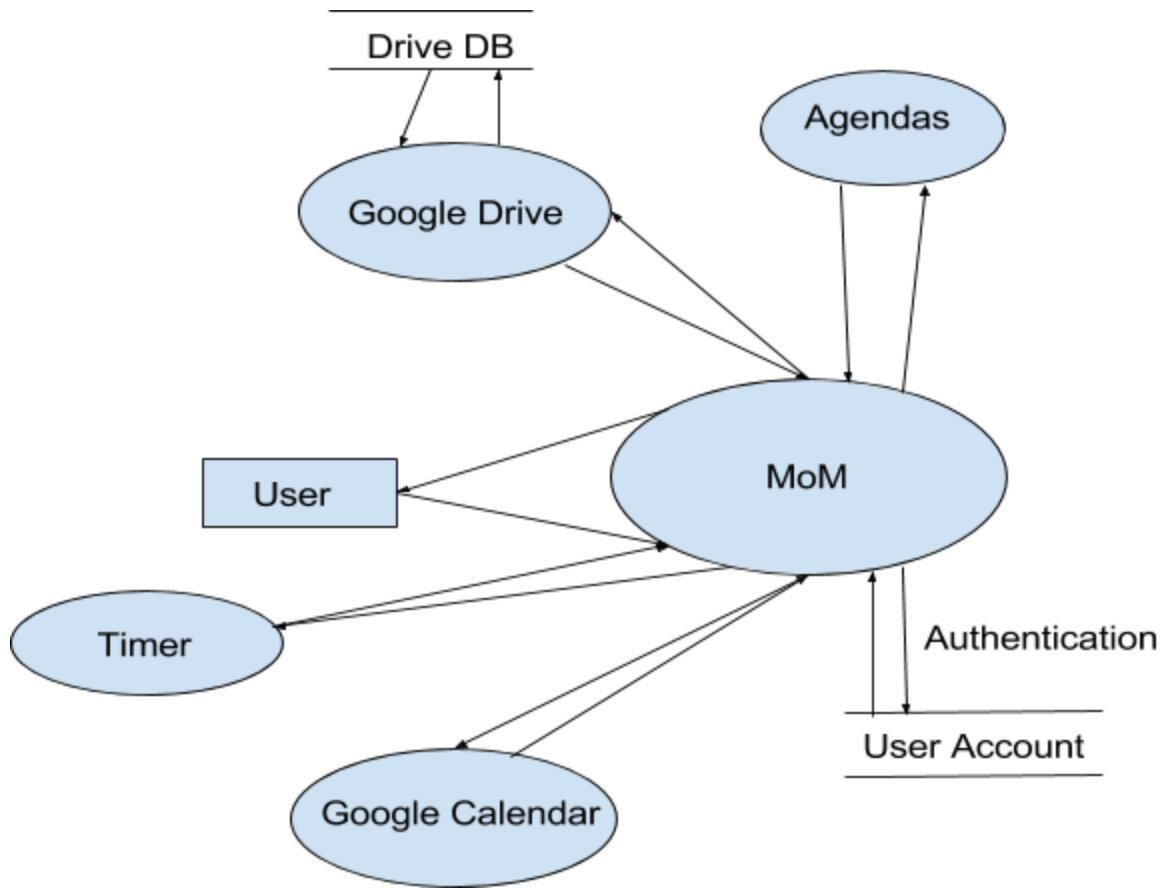 Drive DB
Agendas
Google Drive
MoM
User
Timer
Authentication
User Account
Google Calendar